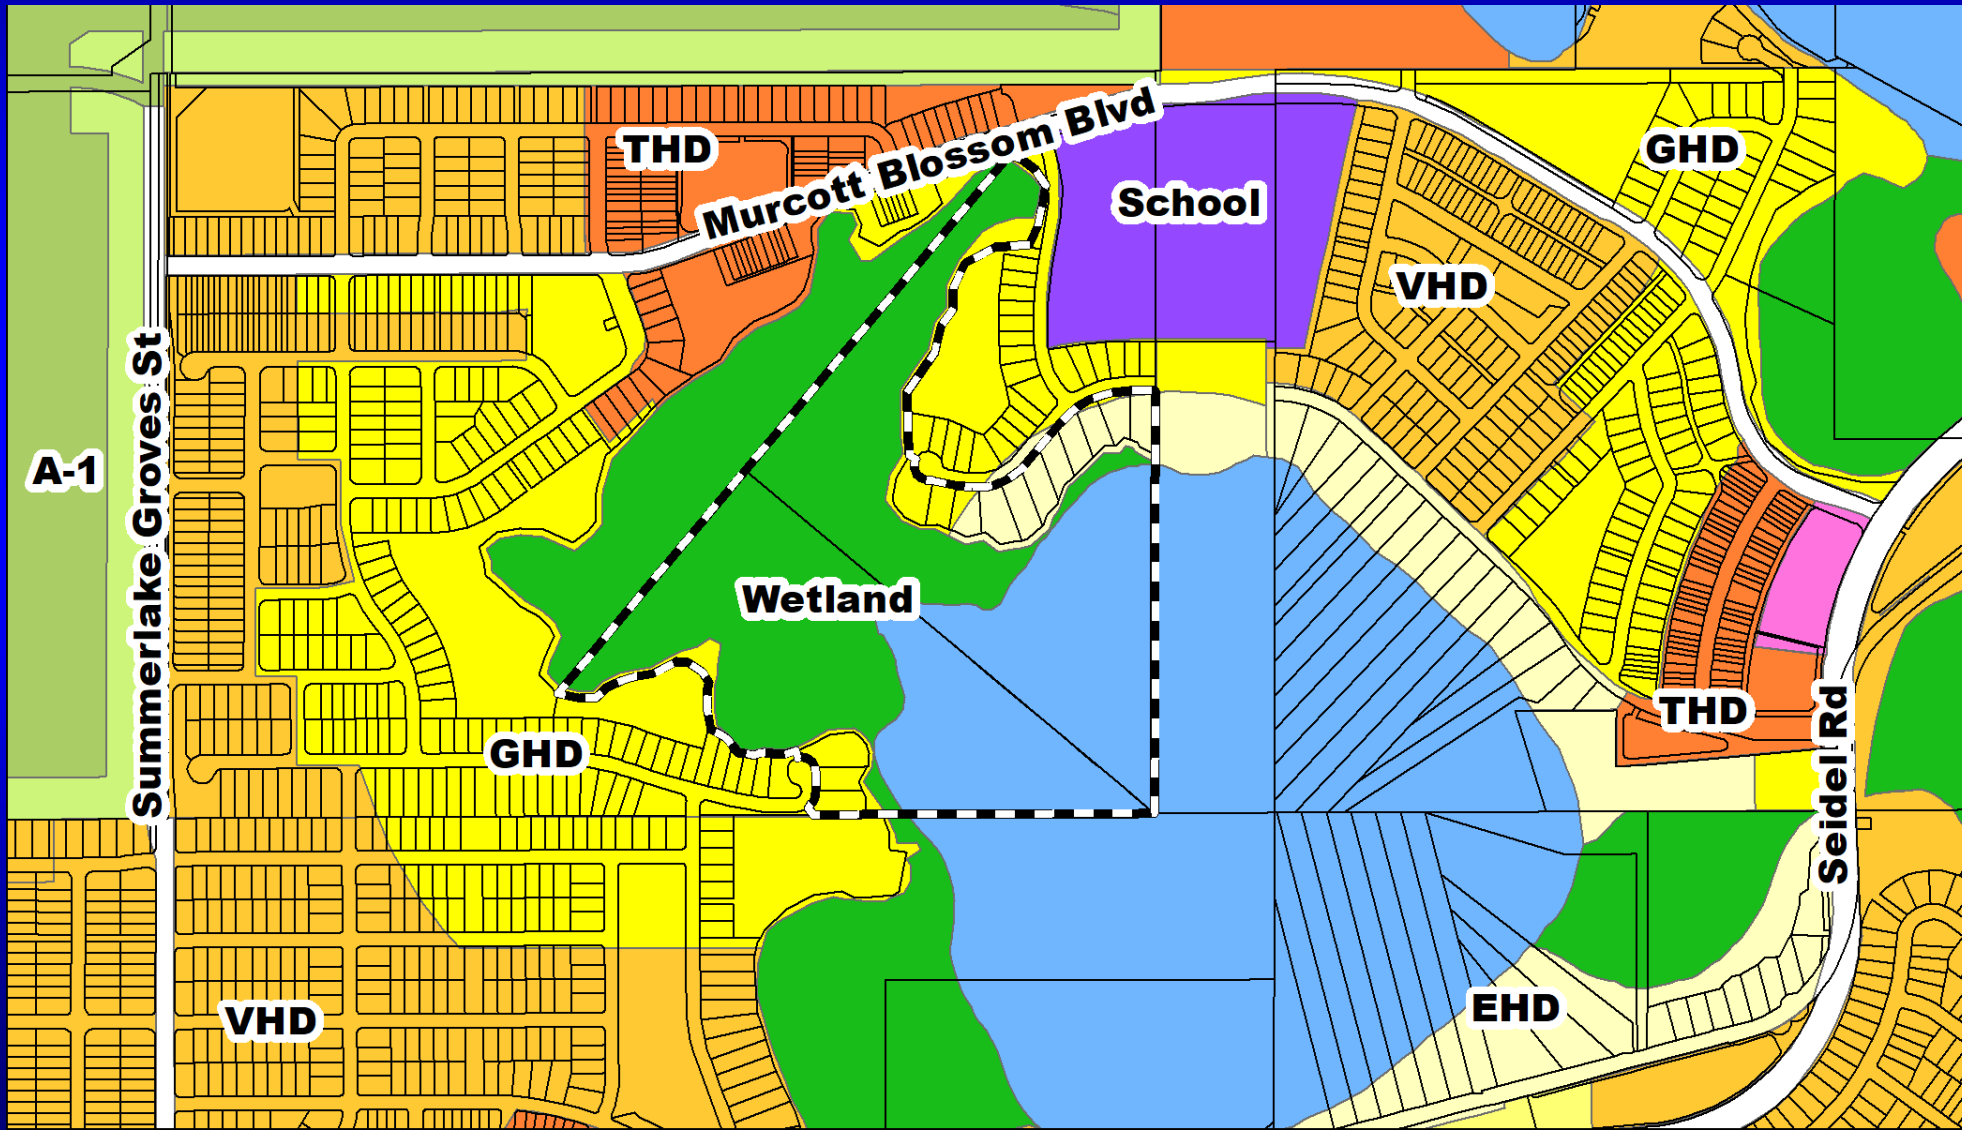 THD
Murcott Blossom Blvd
GHD
School
VHD
Summerlake Groves St
A-1
Wetland
THD
Seidel Rd
GHD
EHD
VHD